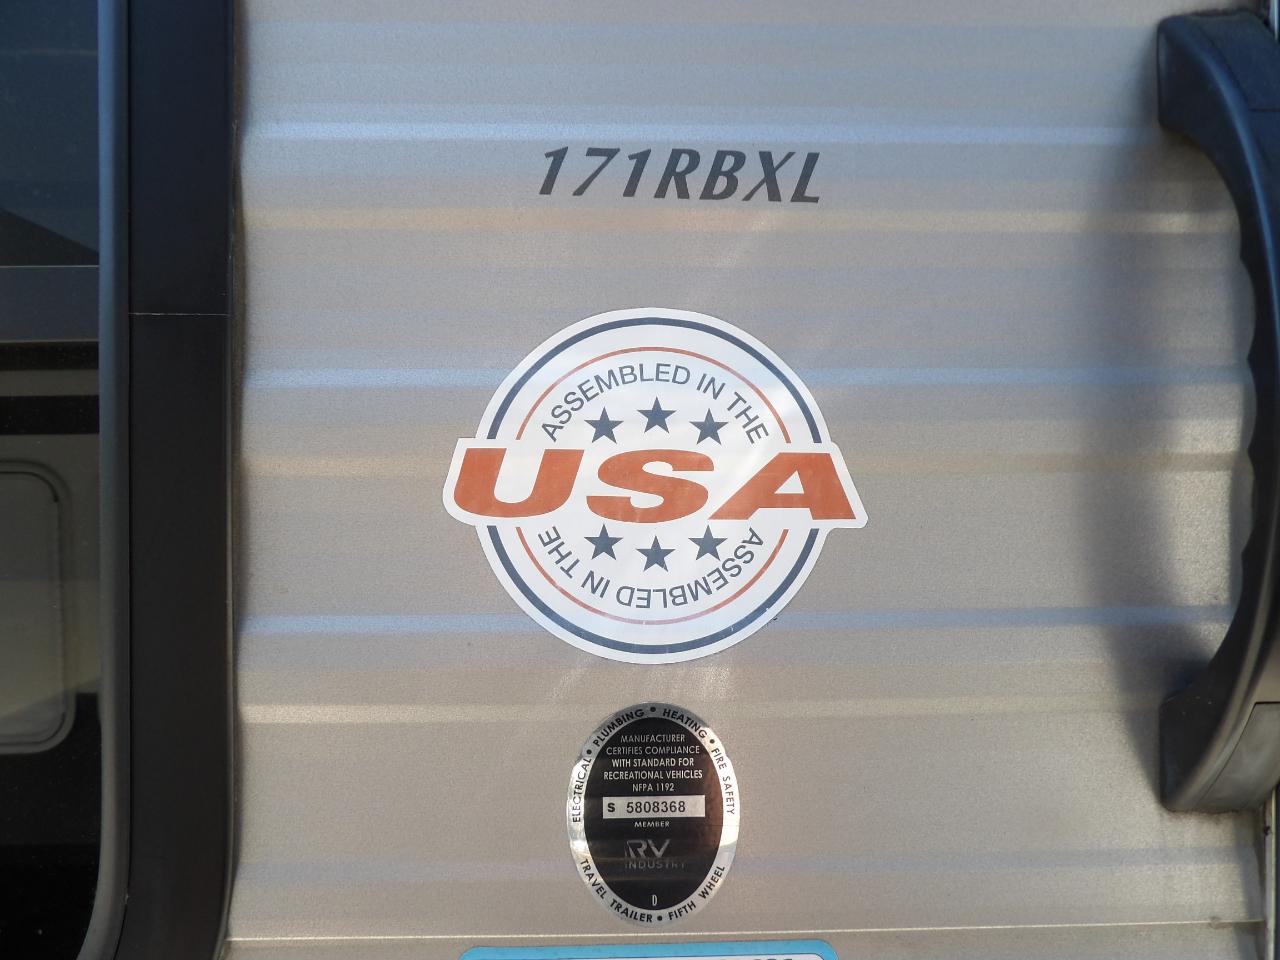 171RBXL
ASSEMBLED IN THE
USA
ASSEMBLED IN THE
ELECTRICAL • PLUMBING • HEATING • FIRE SAFETY
MANUFACTURER
CERTIFIES COMPLIANCE
WITH STANDARD FOR
RECREATIONAL VEHICLES
NFPA 1192
S 5808368
MEMBER
RV
INDUSTRY
D
TRAVEL TRAILER • FIFTH WHEEL